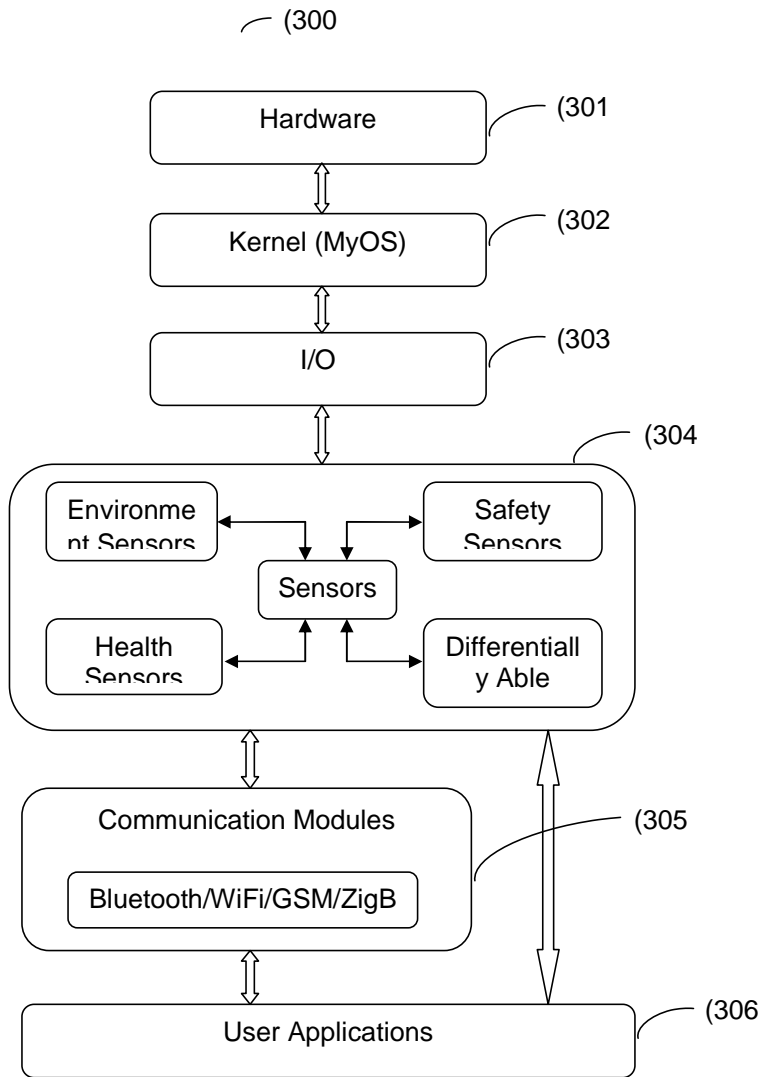 (300
Hardware
(301
Kernel (MyOS)
(302
I/O
(303
(304
Environme
nt Sensors
Safety
Sensors
Sensors
Health
Sensors
Differentiall
y Able
Communication Modules
(305
Bluetooth/WiFi/GSM/ZigB
User Applications
(306